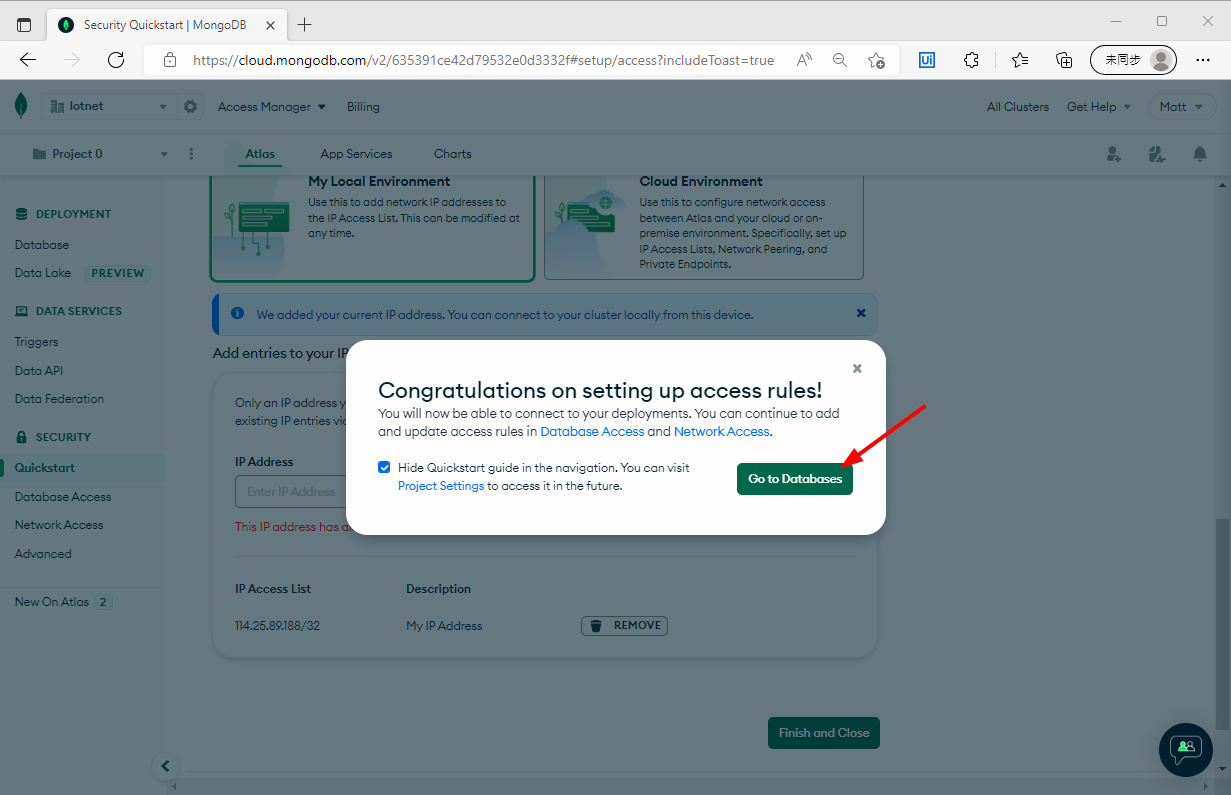 Security Quickstart | MongoDB
https://cloud.mongodb.com/v2/635391ce42d79532e0d3332f#setup/access?includeToast=true
未同步
Iotnet
Access Manager
Billing
All Clusters
Get Help
Matt
Project 0
Atlas
App Services
Charts
DEPLOYMENT
Database
Data Lake
PREVIEW
DATA SERVICES
Triggers
Data API
Data Federation
SECURITY
Quickstart
Database Access
Network Access
Advanced
New On Atlas 2
My Local Environment
Use this to add network IP addresses to
the IP Access List. This can be modified at
any time.
Cloud Environment
Use this to configure network access
between Atlas and your cloud or on-
premise environment. Specifically, set up
IP Access Lists, Network Peering, and
Private Endpoints.
We added your current IP address. You can connect to your cluster locally from this device.
Add entries to your IP
Only an IP address y
existing IP entries via
IP Address
Enter IP Address
This IP address has a
Congratulations on setting up access rules!
You will now be able to connect to your deployments. You can continue to add
and update access rules in Database Access and Network Access.
Hide Quickstart guide in the navigation. You can visit
Project Settings to access it in the future.
Go to Databases
IP Access List
Description
114.25.89.188/32
My IP Address
REMOVE
Finish and Close